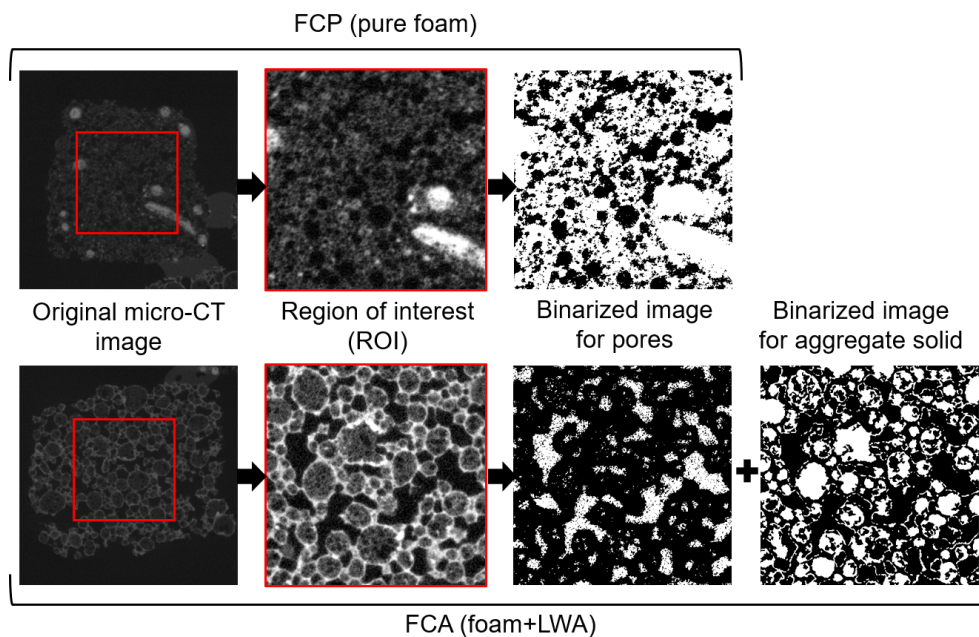 FCP (pure foam)
Original micro-CT
image
Region of interest
(ROI)
Binarized image
for pores
Binarized image
for aggregate solid
FCA (foam+LWA)